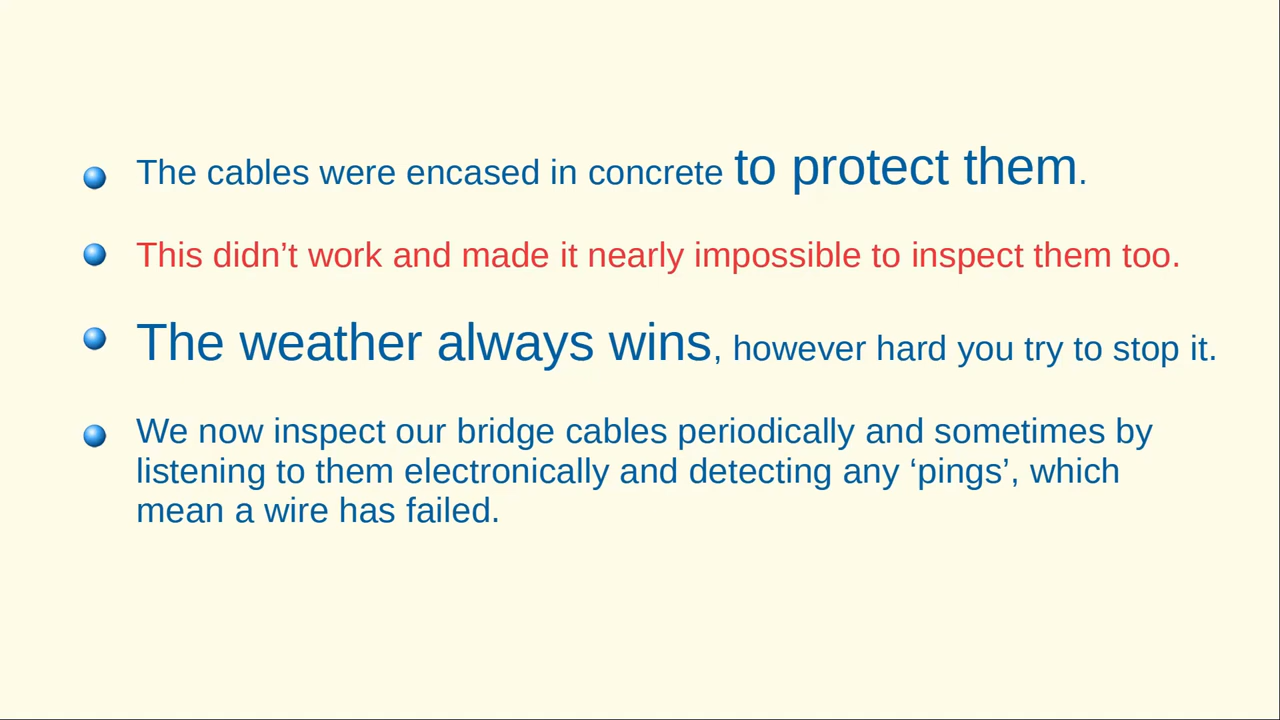 The cables were encased in concrete to protect them.
This didn’t work and made it nearly impossible to inspect them too.
The weather always wins, however hard you try to stop it.
We now inspect our bridge cables periodically and sometimes by
listening to them electronically and detecting any ‘pings’, which
mean a wire has failed.